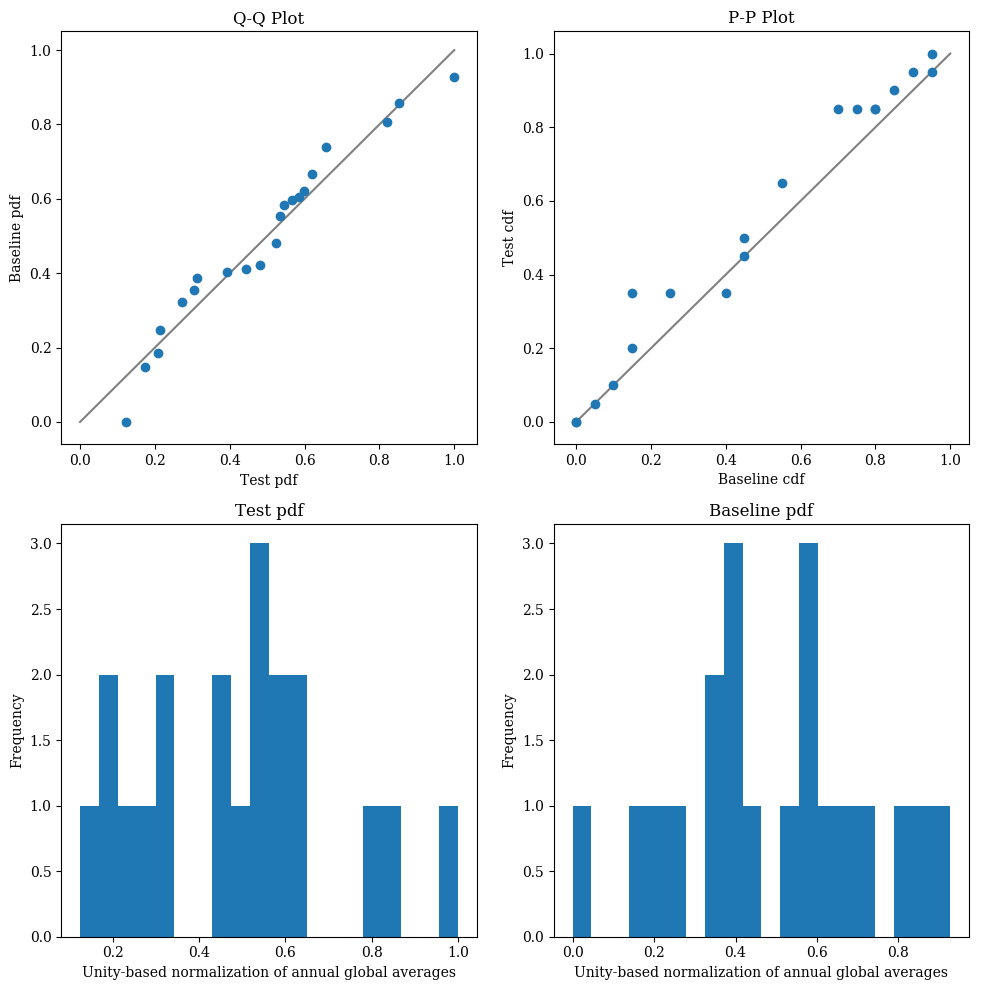 Q-Q Plot
Baseline pdf
1.0
0.8
0.6
0.4
0.2
0.0
0.0 0.2 0.4 0.6 0.8 1.0
Test pdf
P-P Plot
Test cdf
1.0
0.8
0.6
0.4
0.2
0.0
0.0 0.2 0.4 0.6 0.8 1.0
Baseline cdf
Test pdf
Frequency
3.0
2.5
2.0
1.5
1.0
0.5
0.0
0.2 0.4 0.6 0.8 1.0
Unity-based normalization of annual global averages
Baseline pdf
Frequency
3.0
2.5
2.0
1.5
1.0
0.5
0.0
0.0 0.2 0.4 0.6 0.8
Unity-based normalization of annual global averages